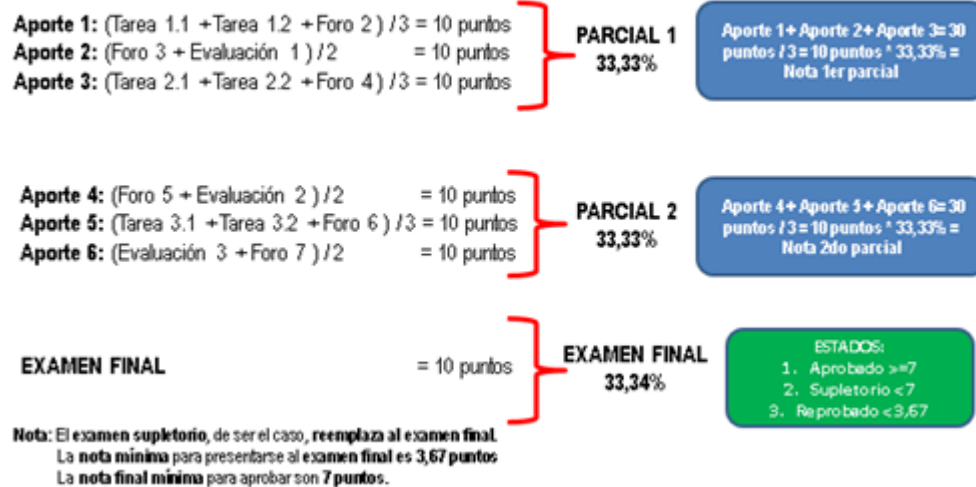 Aporte 1: (Tarea 1.1 +Tarea 1.2 + Foro 2 ) / 3 = 10 puntos
Aporte 2: (Foro 3 + Evaluación 1 ) / 2 = 10 puntos
Aporte 3: (Tarea 2.1 +Tarea 2.2 + Foro 4 ) / 3 = 10 puntos
PARCIAL 1
33,33%
Aporte 1 + Aporte 2+ Aporte 3=30
puntos / 3 = 10 puntos * 33,33% =
Nota 1er parcial
Aporte 4: (Foro 5 + Evaluación 2 ) / 2 = 10 puntos
Aporte 5: (Tarea 3.1 +Tarea 3.2 + Foro 6 ) / 3 = 10 puntos
Aporte 6: (Evaluación 3 + Foro 7 ) / 2 = 10 puntos
PARCIAL 2
33,33%
Aporte 4 + Aporte 5 + Aporte 6=30
puntos / 3 = 10 puntos * 33,33% =
Nota 2do parcial
EXAMEN FINAL = 10 puntos
EXAMEN FINAL
33,34%
ESTADOS:
1. Aprobado >=7
2. Supletorio <7
3. Reprobado <3,67
Nota: El examen supletorio, de ser el caso, reemplaza al examen final.
La nota mínima para presentarse al examen final es 3,67 puntos
La nota final mínima para aprobar son 7 puntos.